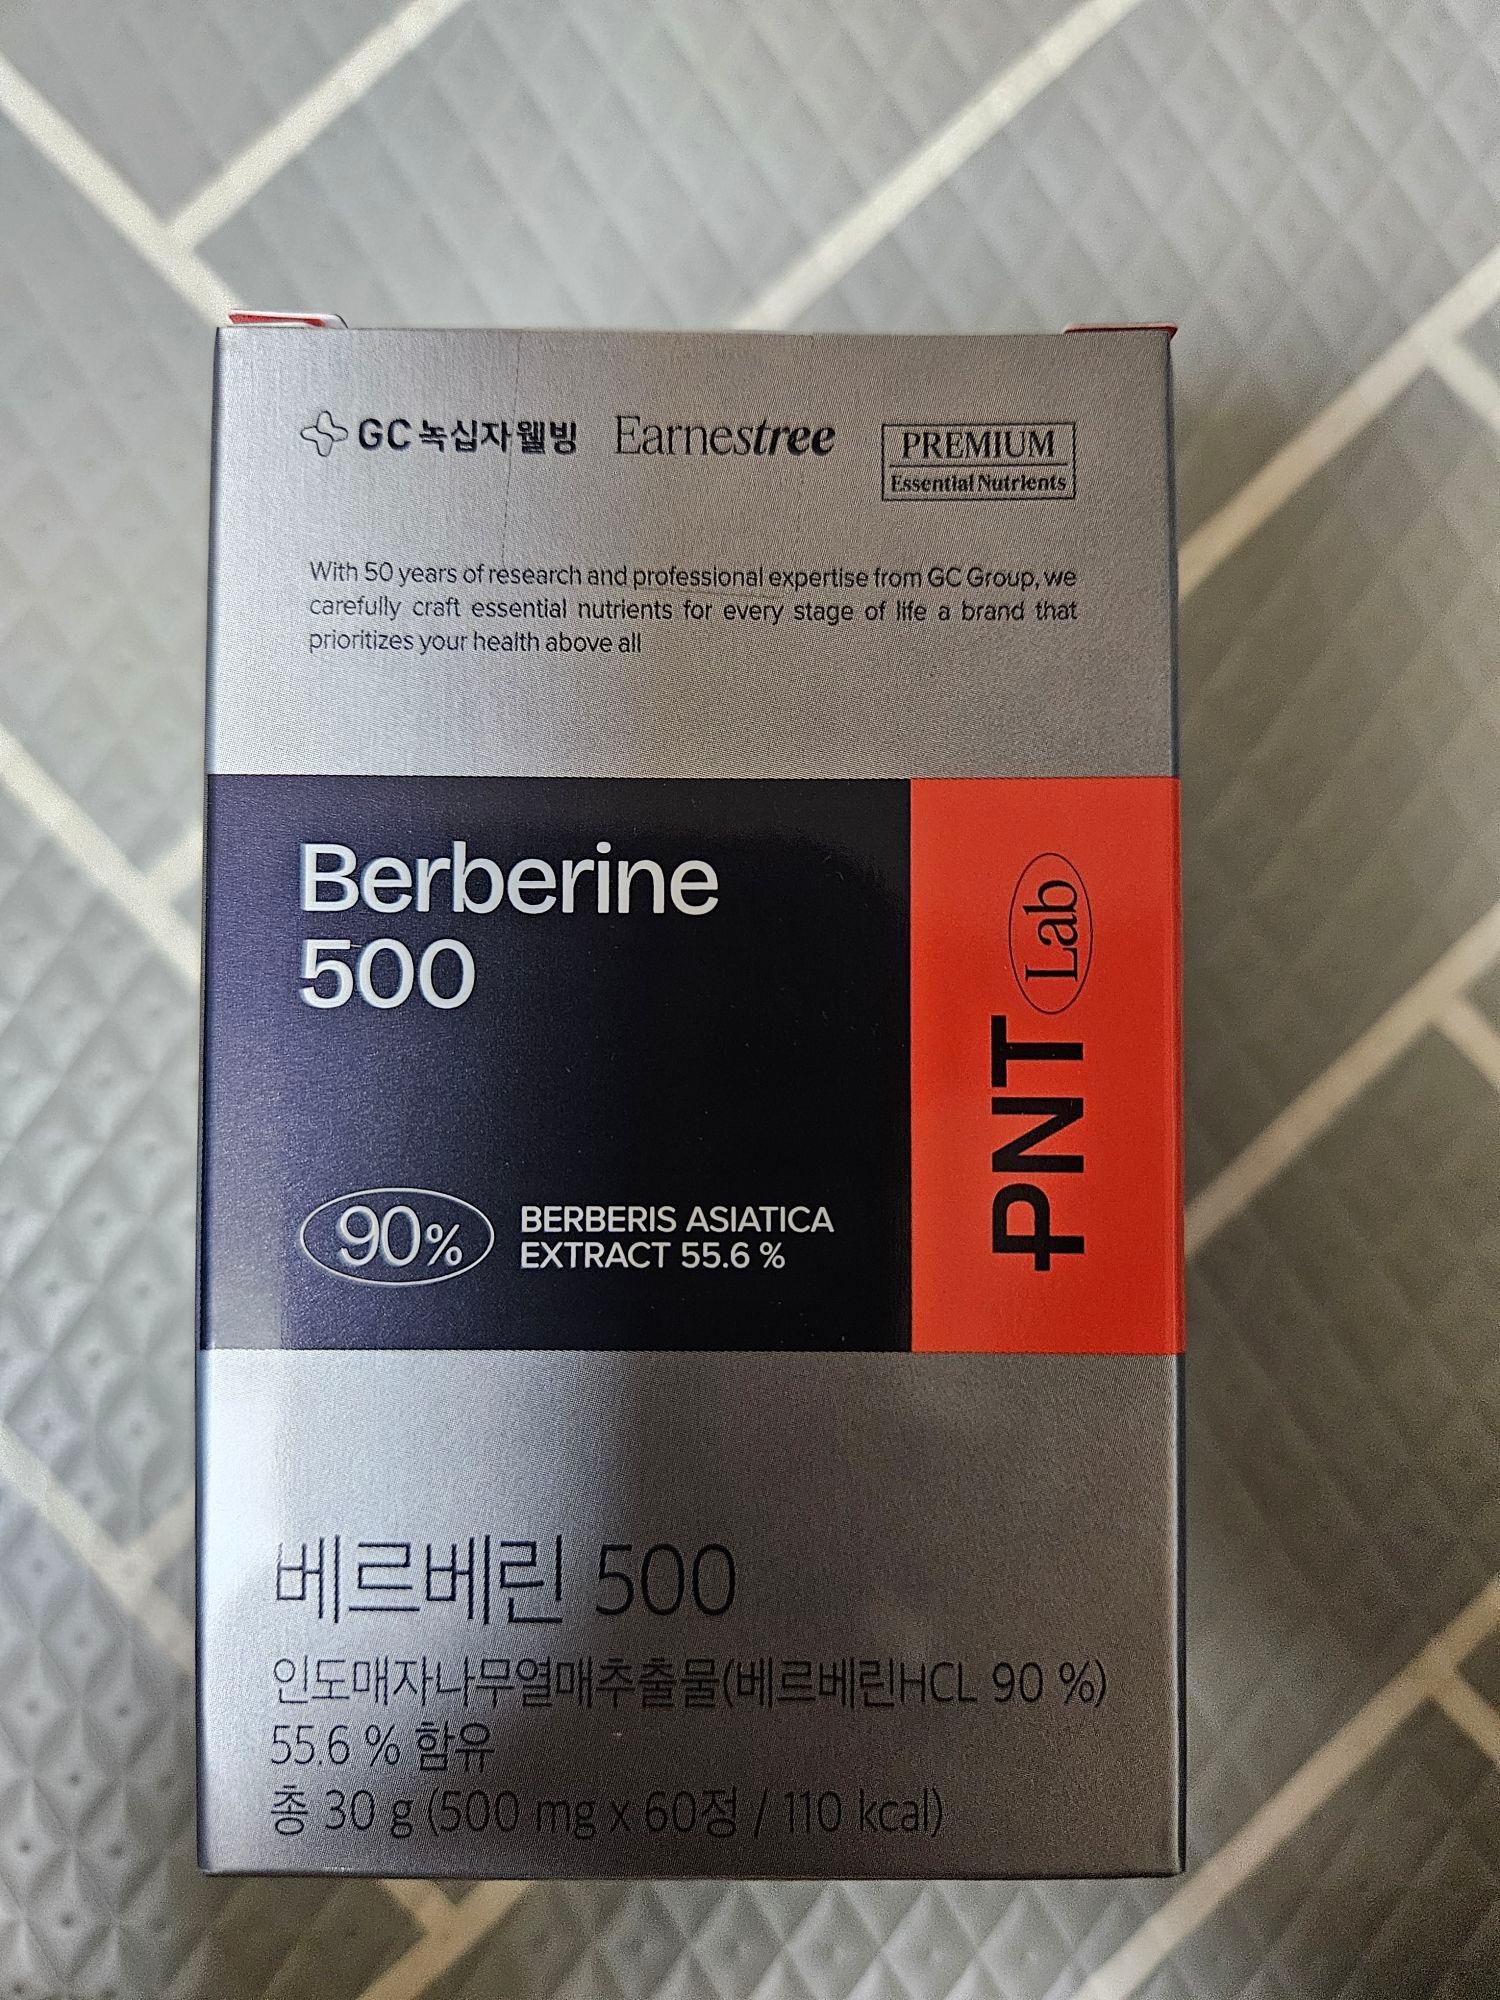 GC녹십자웰빙 Earnestree PREMIUM
Essential Nutrients
With 50 years of research and professional expertise from GC Group, we
carefully craft essential nutrients for every stage of life a brand that
prioritizes your health above all
Berberine
500
90% BERBERIS ASIATICA
EXTRACT 55.6 %
PNT Lab
베르베린 500
인도매자나무열매추출물(베르베린HCL 90 %)
55.6 % 함유
총 30 g (500 mg x 60정 / 110 kcal)